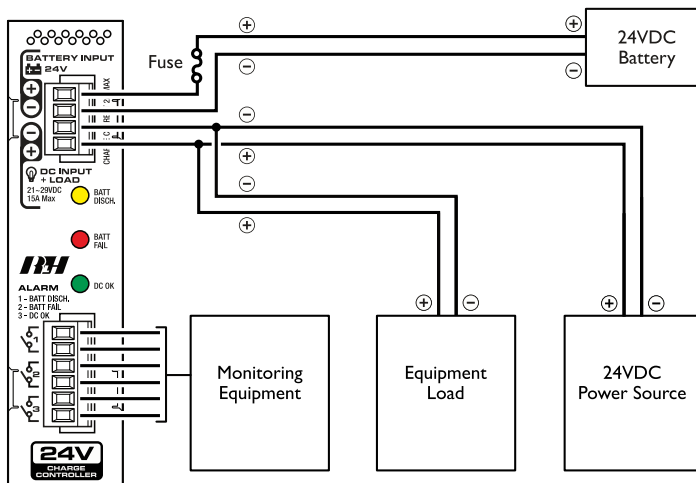 BATTERY INPUT
24V
+
−
−
+
DC INPUT
+ LOAD
21~29VDC
15A Max
BATT
DISCH.
BATT
FAIL
DC OK
ALARM
1 - BATT DISCH.
2 - BATT FAIL
3 - DC OK
1
2
3
24V
CHARGE
CONTROLLER
Fuse
+
−
−
+
−
+
+
−
24VDC
Battery
Monitoring
Equipment
+ −
Equipment
Load
+ −
24VDC
Power Source